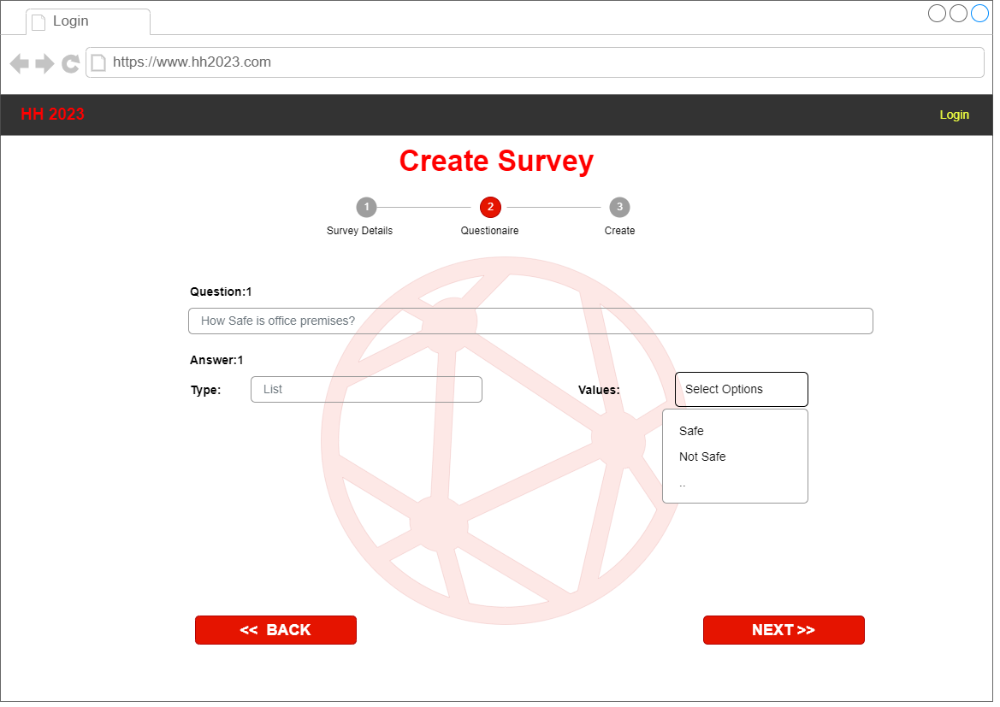 Login
https://www.hh2023.com
HH 2023
Login
Create Survey
1 2 3
Survey Details Questionaire Create
Question:1
How Safe is office premises?
Answer:1
Type: List Values: Select Options
Safe
Not Safe
..
<< BACK NEXT >>